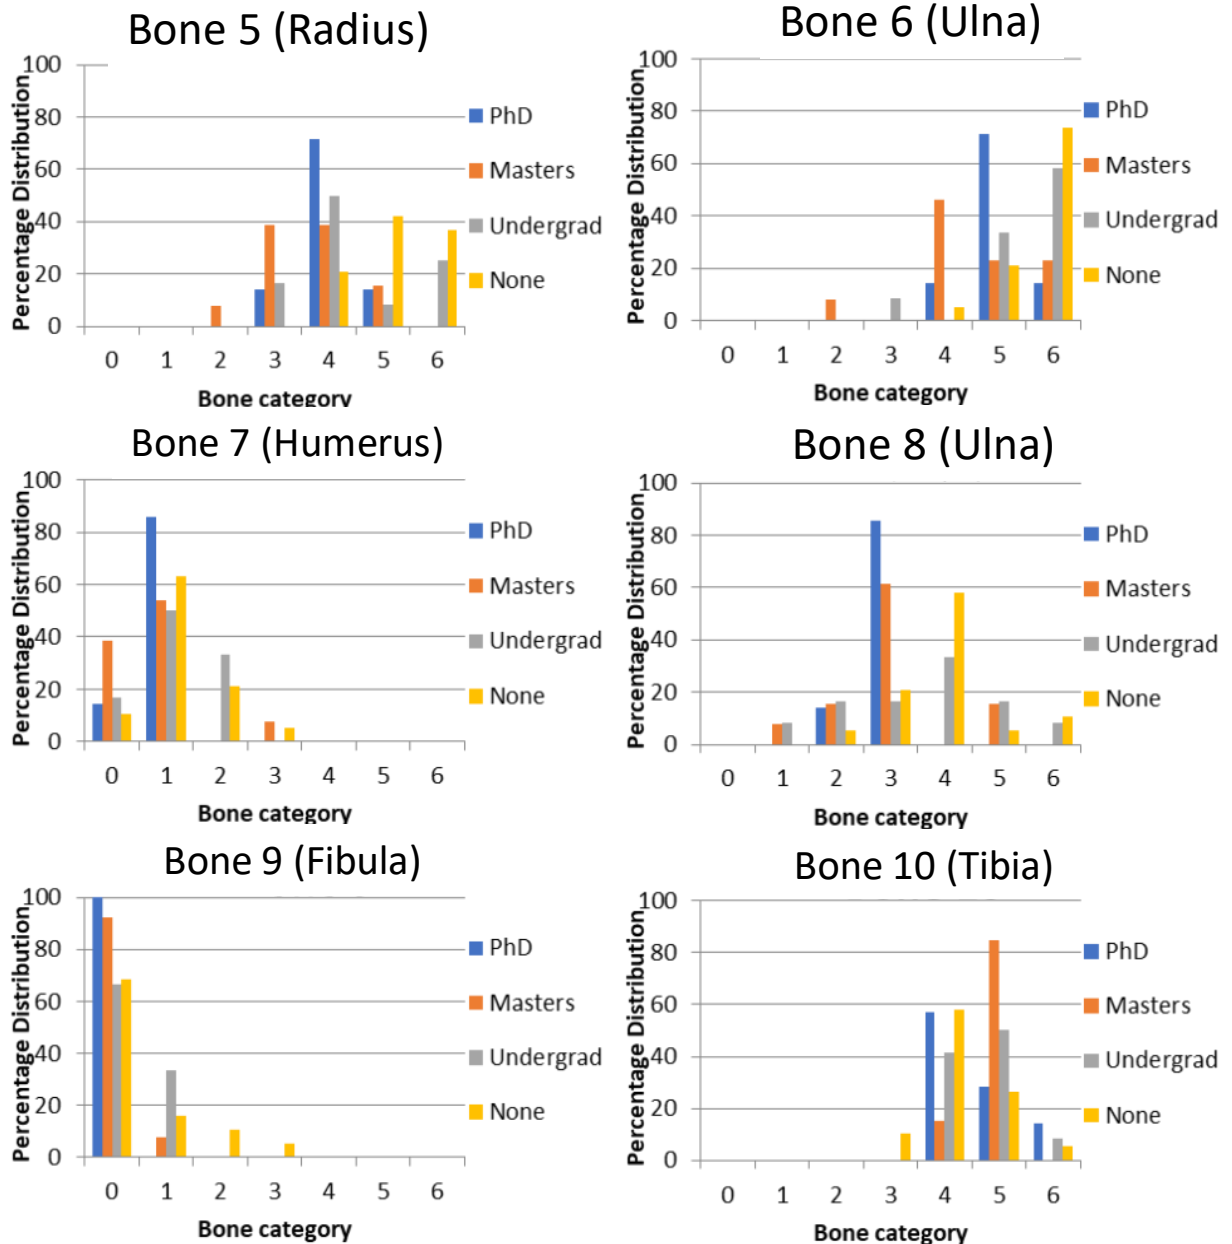 Bone 5 (Radius)
Percentage Distribution
100
80
60
40
20
0
0 1 2 3 4 5 6
Bone category
PhD
Masters
Undergrad
None
Bone 6 (Ulna)
Percentage Distribution
100
80
60
40
20
0
0 1 2 3 4 5 6
Bone category
PhD
Masters
Undergrad
None
Bone 7 (Humerus)
Percentage Distribution
100
80
60
40
20
0
0 1 2 3 4 5 6
Bone category
PhD
Masters
Undergrad
None
Bone 8 (Ulna)
Percentage Distribution
100
80
60
40
20
0
0 1 2 3 4 5 6
Bone category
PhD
Masters
Undergrad
None
Bone 9 (Fibula)
Percentage Distribution
100
80
60
40
20
0
0 1 2 3 4 5 6
Bone category
PhD
Masters
Undergrad
None
Bone 10 (Tibia)
Percentage Distribution
100
80
60
40
20
0
0 1 2 3 4 5 6
Bone category
PhD
Masters
Undergrad
None